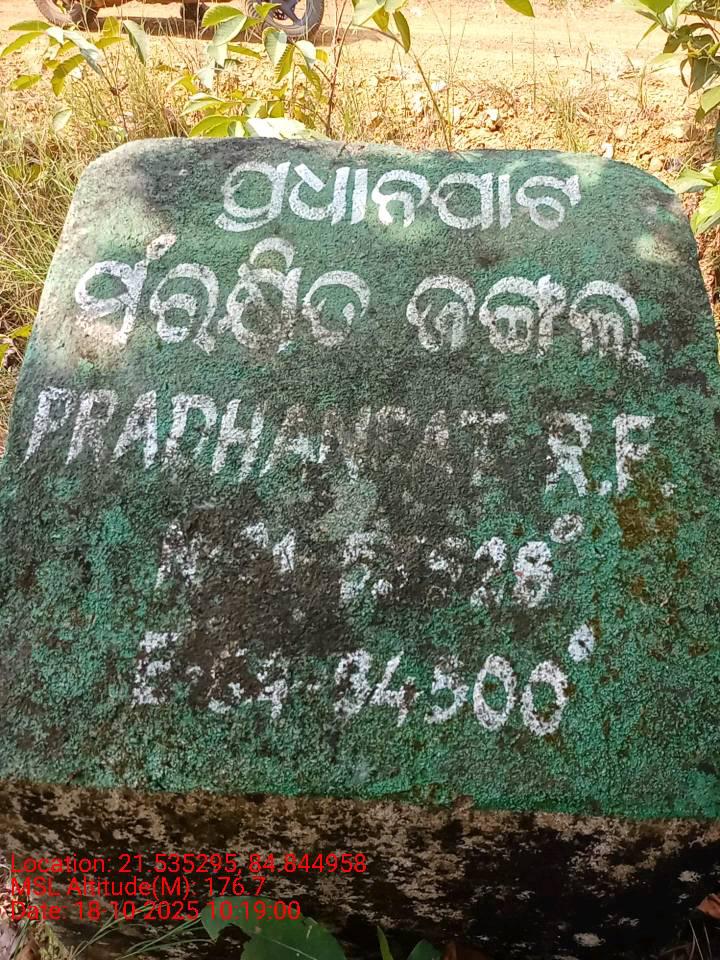 ପ୍ରଧାନପାଟ
ସଂରକ୍ଷିତ ଜଙ୍ଗଲ
PRADHANPAT R.F.
E-84.94500°
Location: 21.535295, 84.844958
MSL Altitude(M): 176.7
Date: 18-10-2025 10:19:00